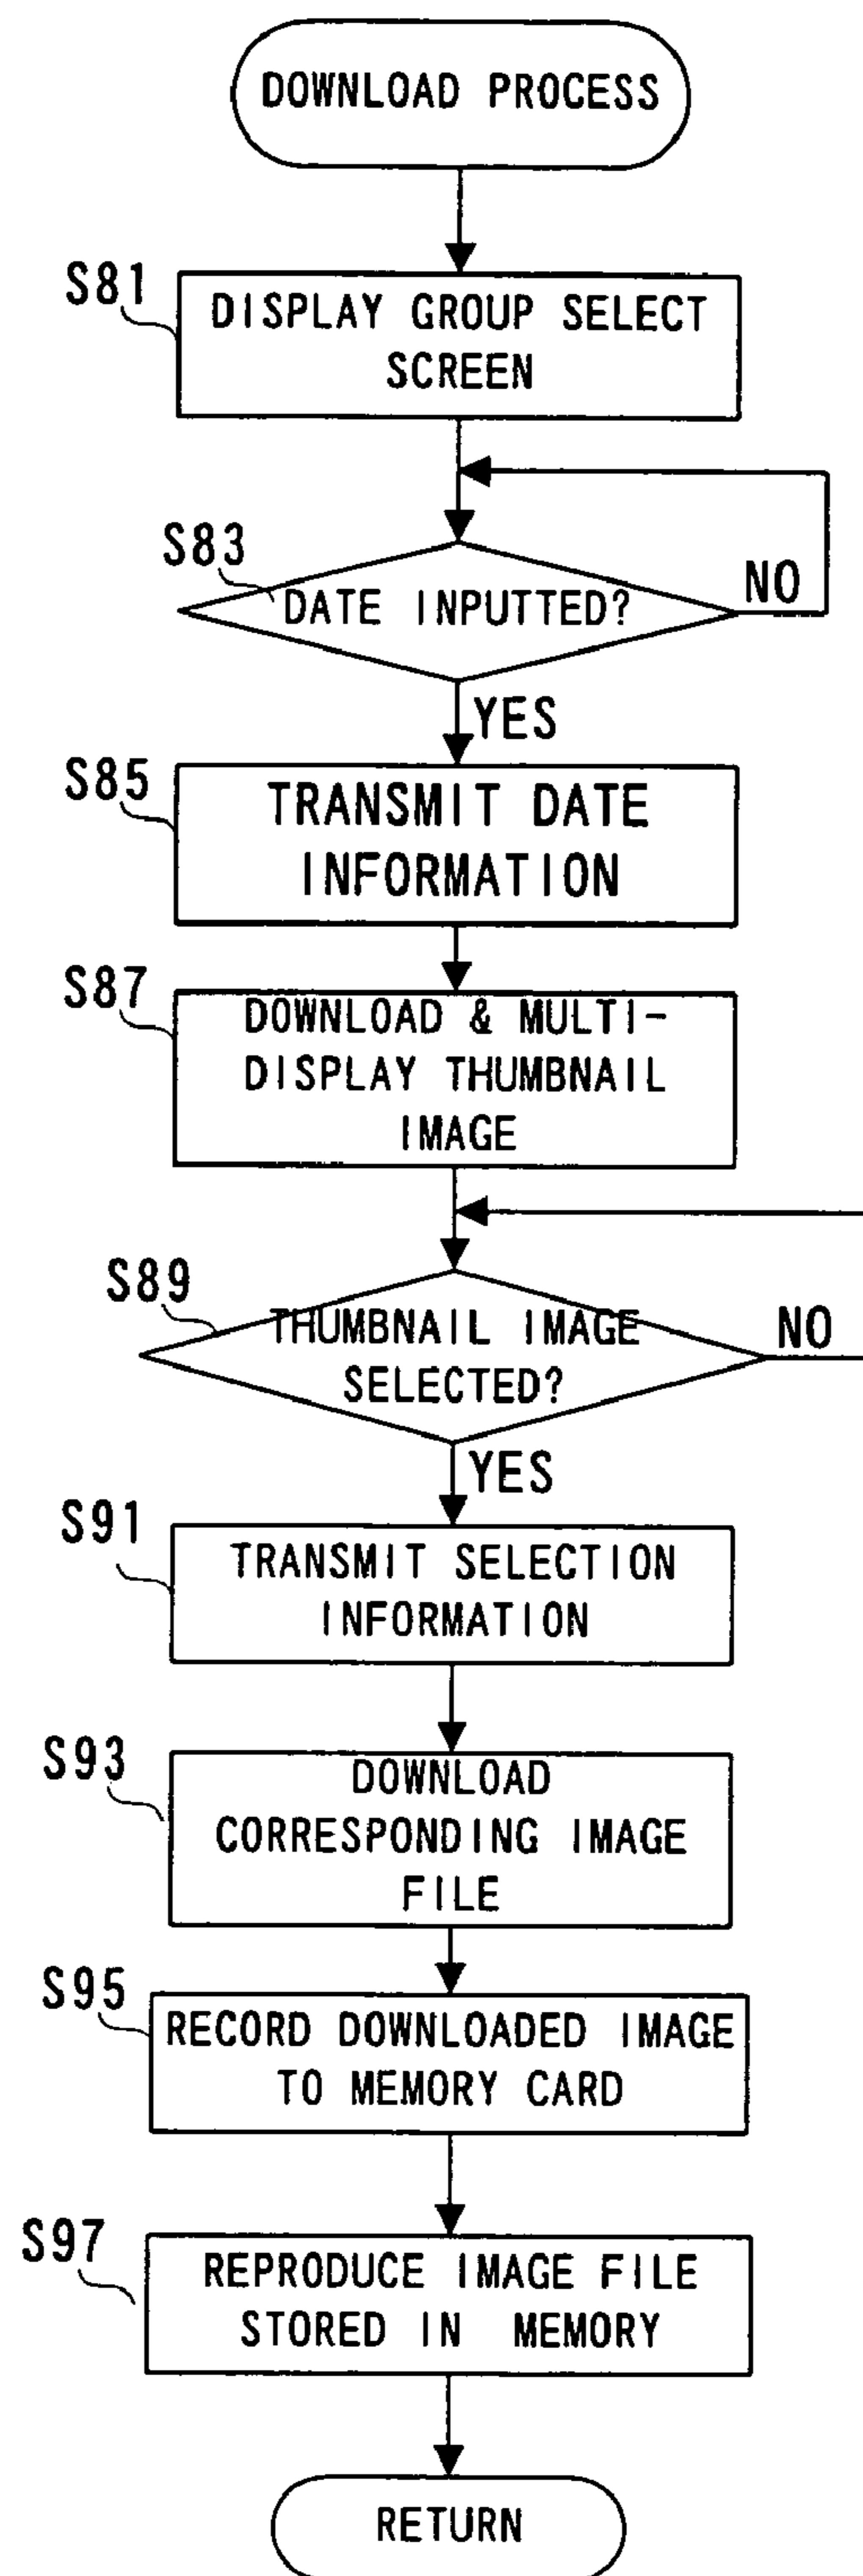 DOWNLOAD PROCESS
S81
DISPLAY GROUP SELECT
SCREEN
S83
DATE INPUTTED?
NO
YES
S85
TRANSMIT DATE
INFORMATION
S87
DOWNLOAD & MULTI-
DISPLAY THUMBNAIL
IMAGE
S89
THUMBNAIL IMAGE
SELECTED?
NO
YES
S91
TRANSMIT SELECTION
INFORMATION
S93
DOWNLOAD
CORRESPONDING IMAGE
FILE
S95
RECORD DOWNLOADED IMAGE
TO MEMORY CARD
S97
REPRODUCE IMAGE FILE
STORED IN MEMORY
RETURN